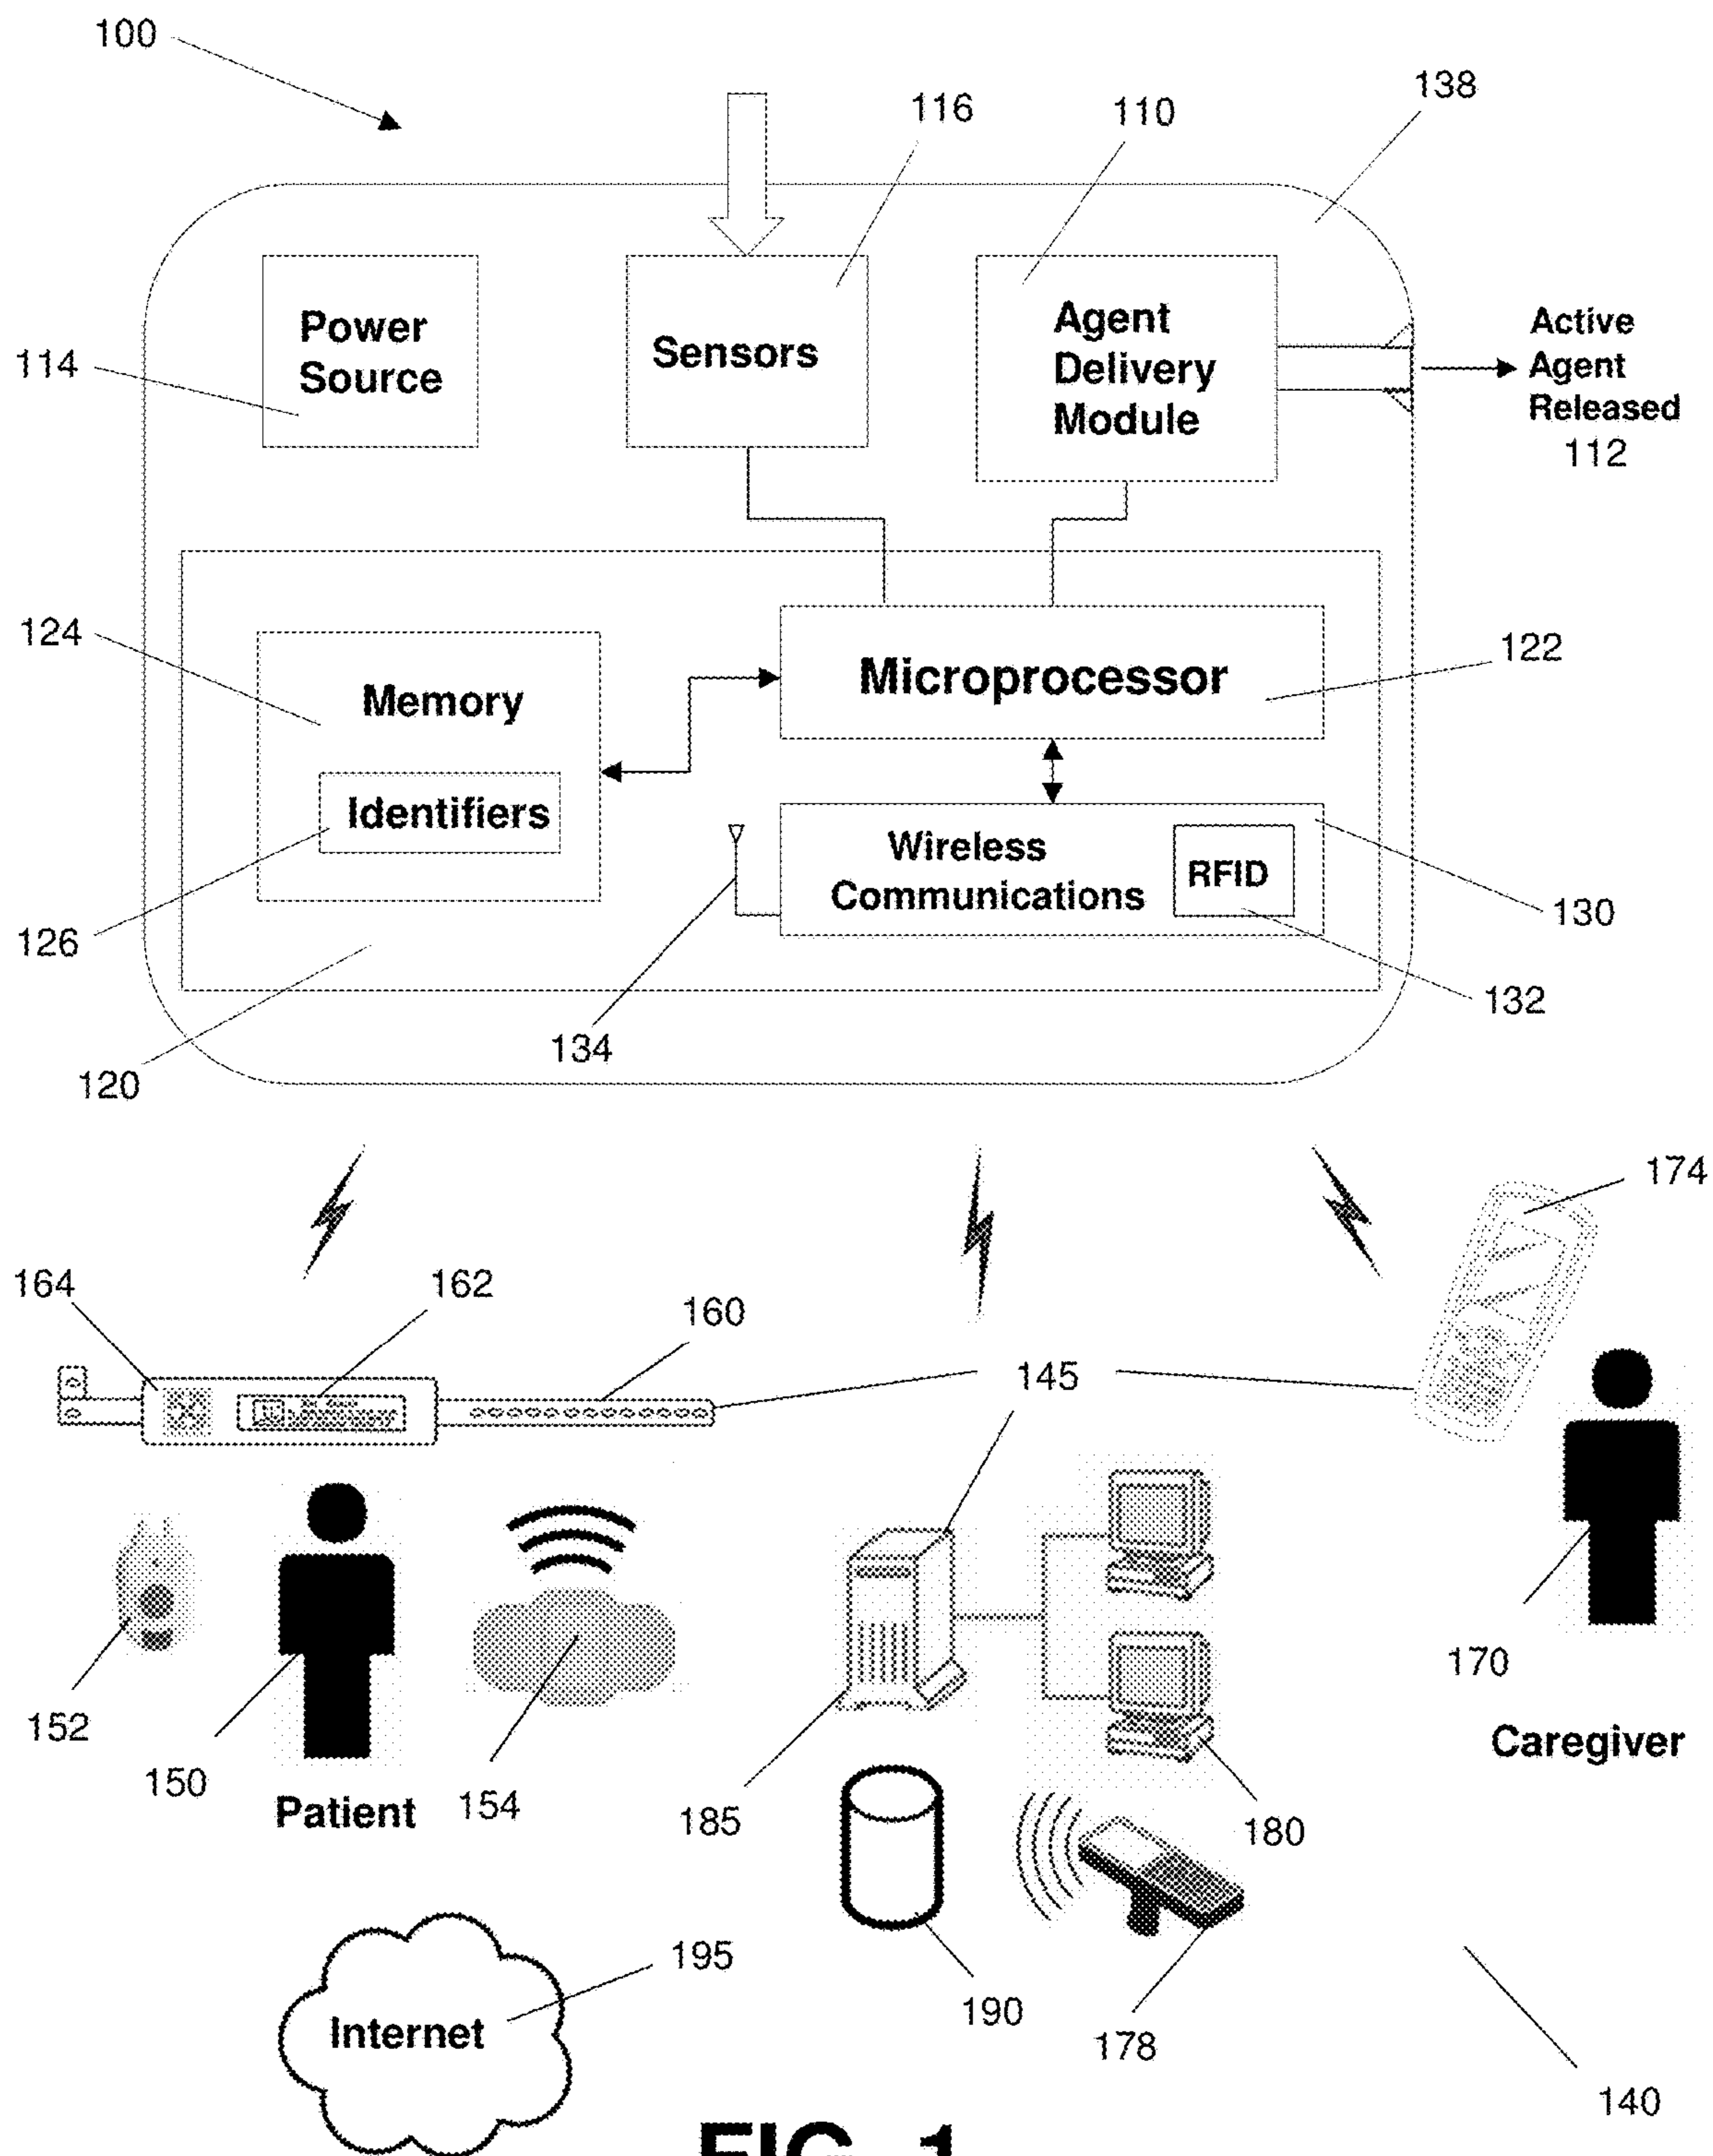 100
138
116
110
Power
Source
Sensors
Agent
Delivery
Module
Active
Agent
Released
112
114
124
122
Microprocessor
Memory
Identifiers
Wireless
Communications
RFID
130
126
132
134
120
174
164
162
160
145
152
150
Patient
154
185
180
170
Caregiver
195
Internet
190
178
140
FIG. 1